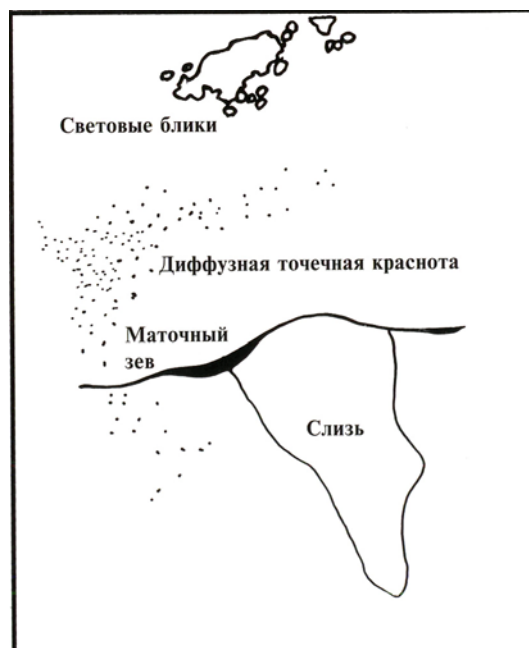 Световые блики
Диффузная точечная краснота
Маточный
зев
Слизь